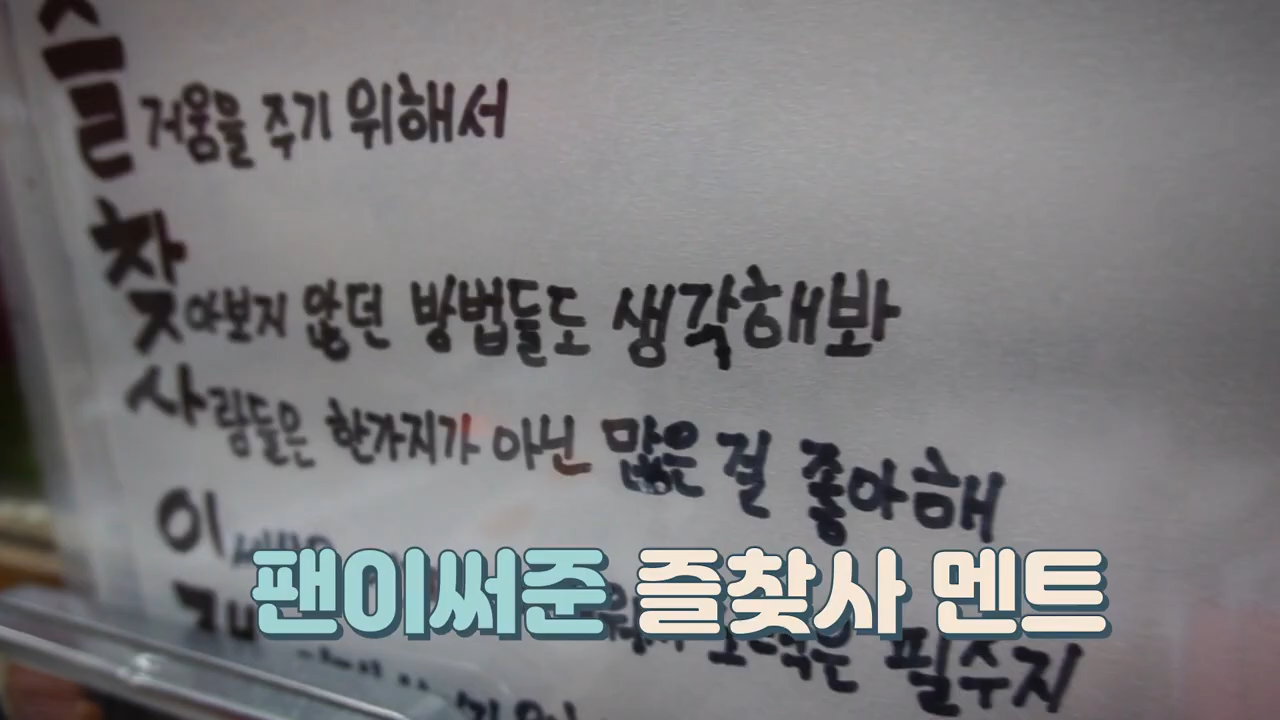 즐거움을 주기 위해서
찾아보지 않던 방법들도 생각해봐
사람들은 한가지가 아닌 많은 걸 좋아해
이
팬이써준 즐찾사 멘트
필수지